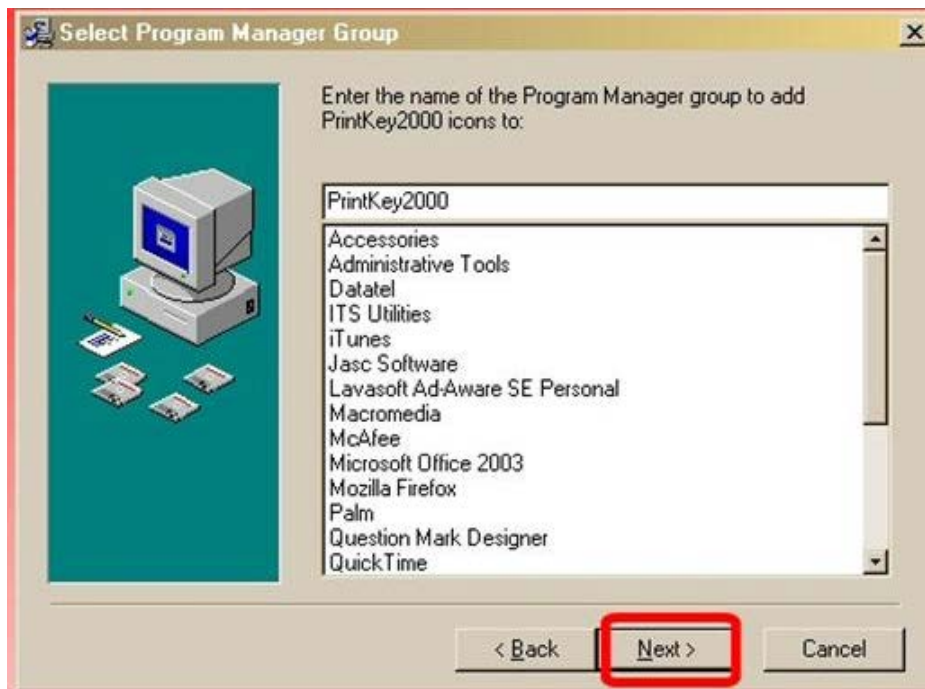 Select Program Manager Group
Enter the name of the Program Manager group to add
PrintKey2000 icons to:
PrintKey2000
Accessories
Administrative Tools
Datatel
ITS Utilities
iTunes
Jasc Software
Lavasoft Ad-Aware SE Personal
Macromedia
McAfee
Microsoft Office 2003
Mozilla Firefox
Palm
Question Mark Designer
QuickTime
< Back
Next >
Cancel